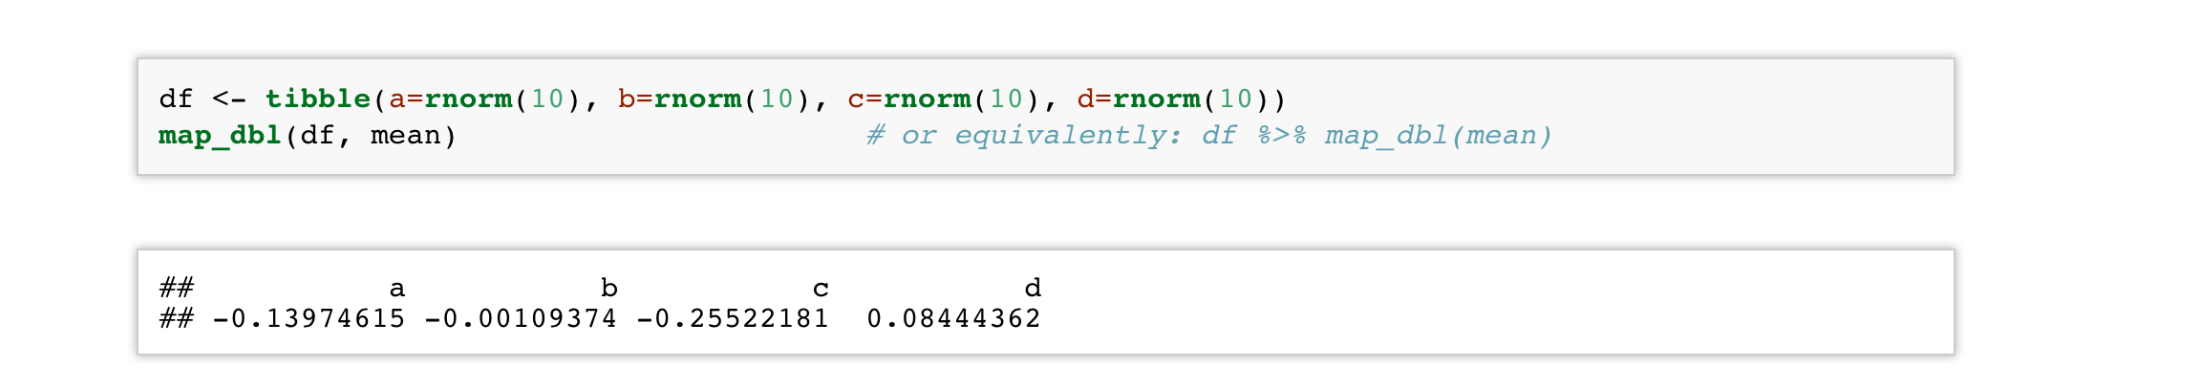 df <- tibble(a=rnorm(10), b=rnorm(10), c=rnorm(10), d=rnorm(10))
map_dbl(df, mean)                       # or equivalently: df %>% map_dbl(mean)
##           a           b           c           d
## -0.13974615 -0.00109374 -0.25522181  0.08444362